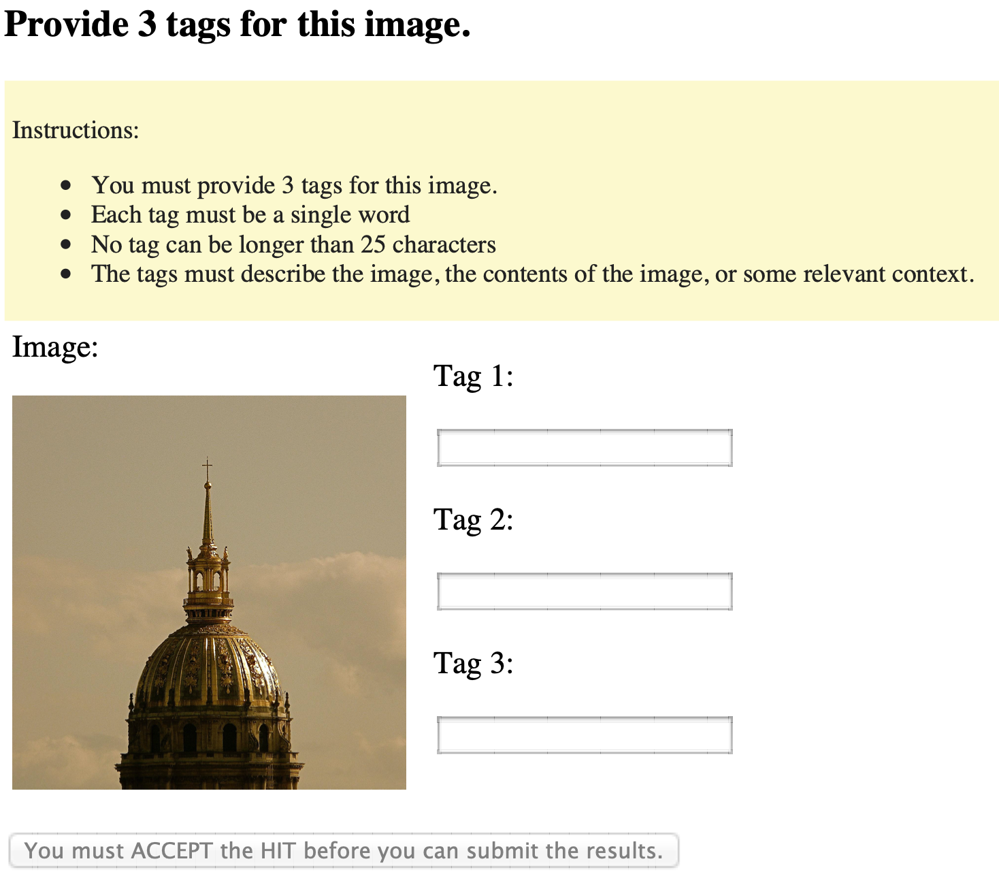 Provide 3 tags for this image.
Instructions:
You must provide 3 tags for this image.
Each tag must be a single word
No tag can be longer than 25 characters
The tags must describe the image, the contents of the image, or some relevant context.
Image:
Tag 1:
Tag 2:
Tag 3:
You must ACCEPT the HIT before you can submit the results.